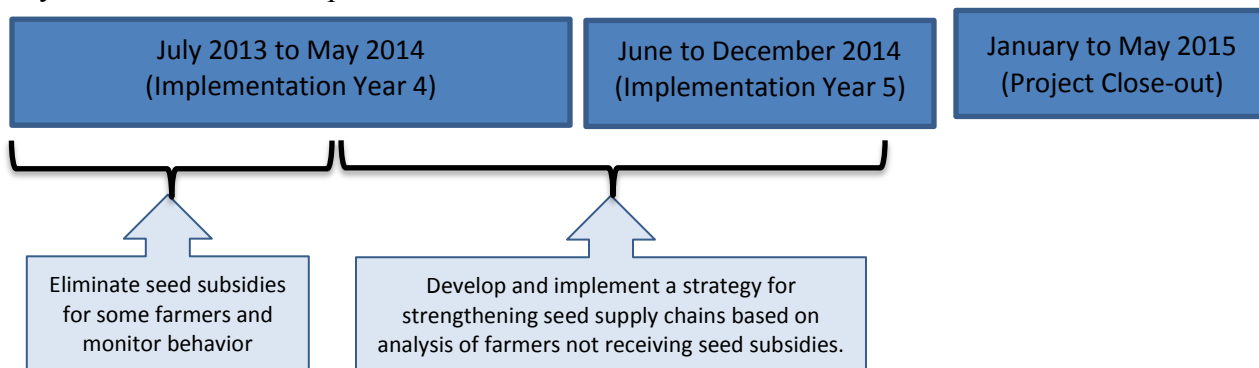 July 2013 to May 2014
(Implementation Year 4)
June to December 2014
(Implementation Year 5)
January to May 2015
(Project Close-out)
Eliminate seed subsidies
for some farmers and
monitor behavior
Develop and implement a strategy for
strengthening seed supply chains based on
analysis of farmers not receiving seed subsidies.